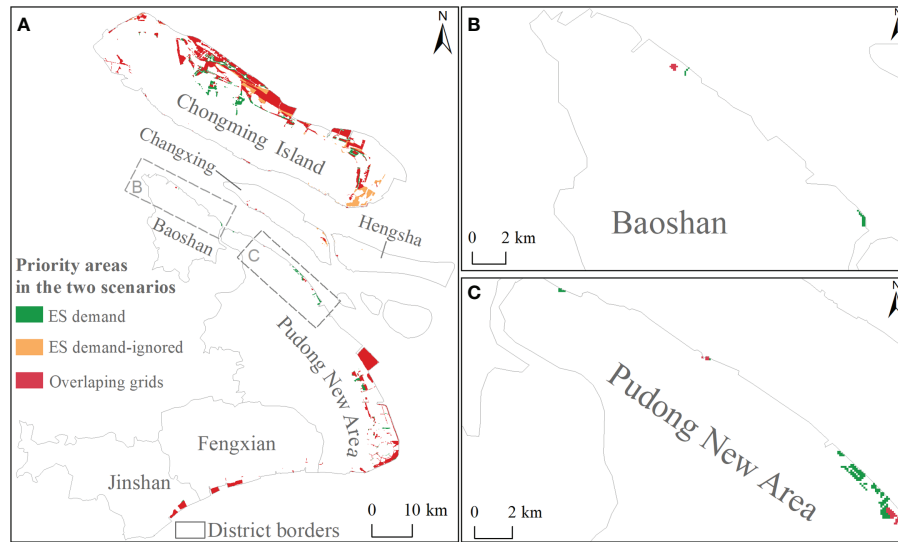 A
N
Chongming Island
Changxing
B
Baoshan
Hengsha
C
Priority areas
in the two scenarios
ES demand
ES demand-ignored
Overlaping grids
Pudong New Area
Fengxian
Jinshan
District borders
0 10 km
B
N
Baoshan
0 2 km
C
N
Pudong New Area
0 2 km